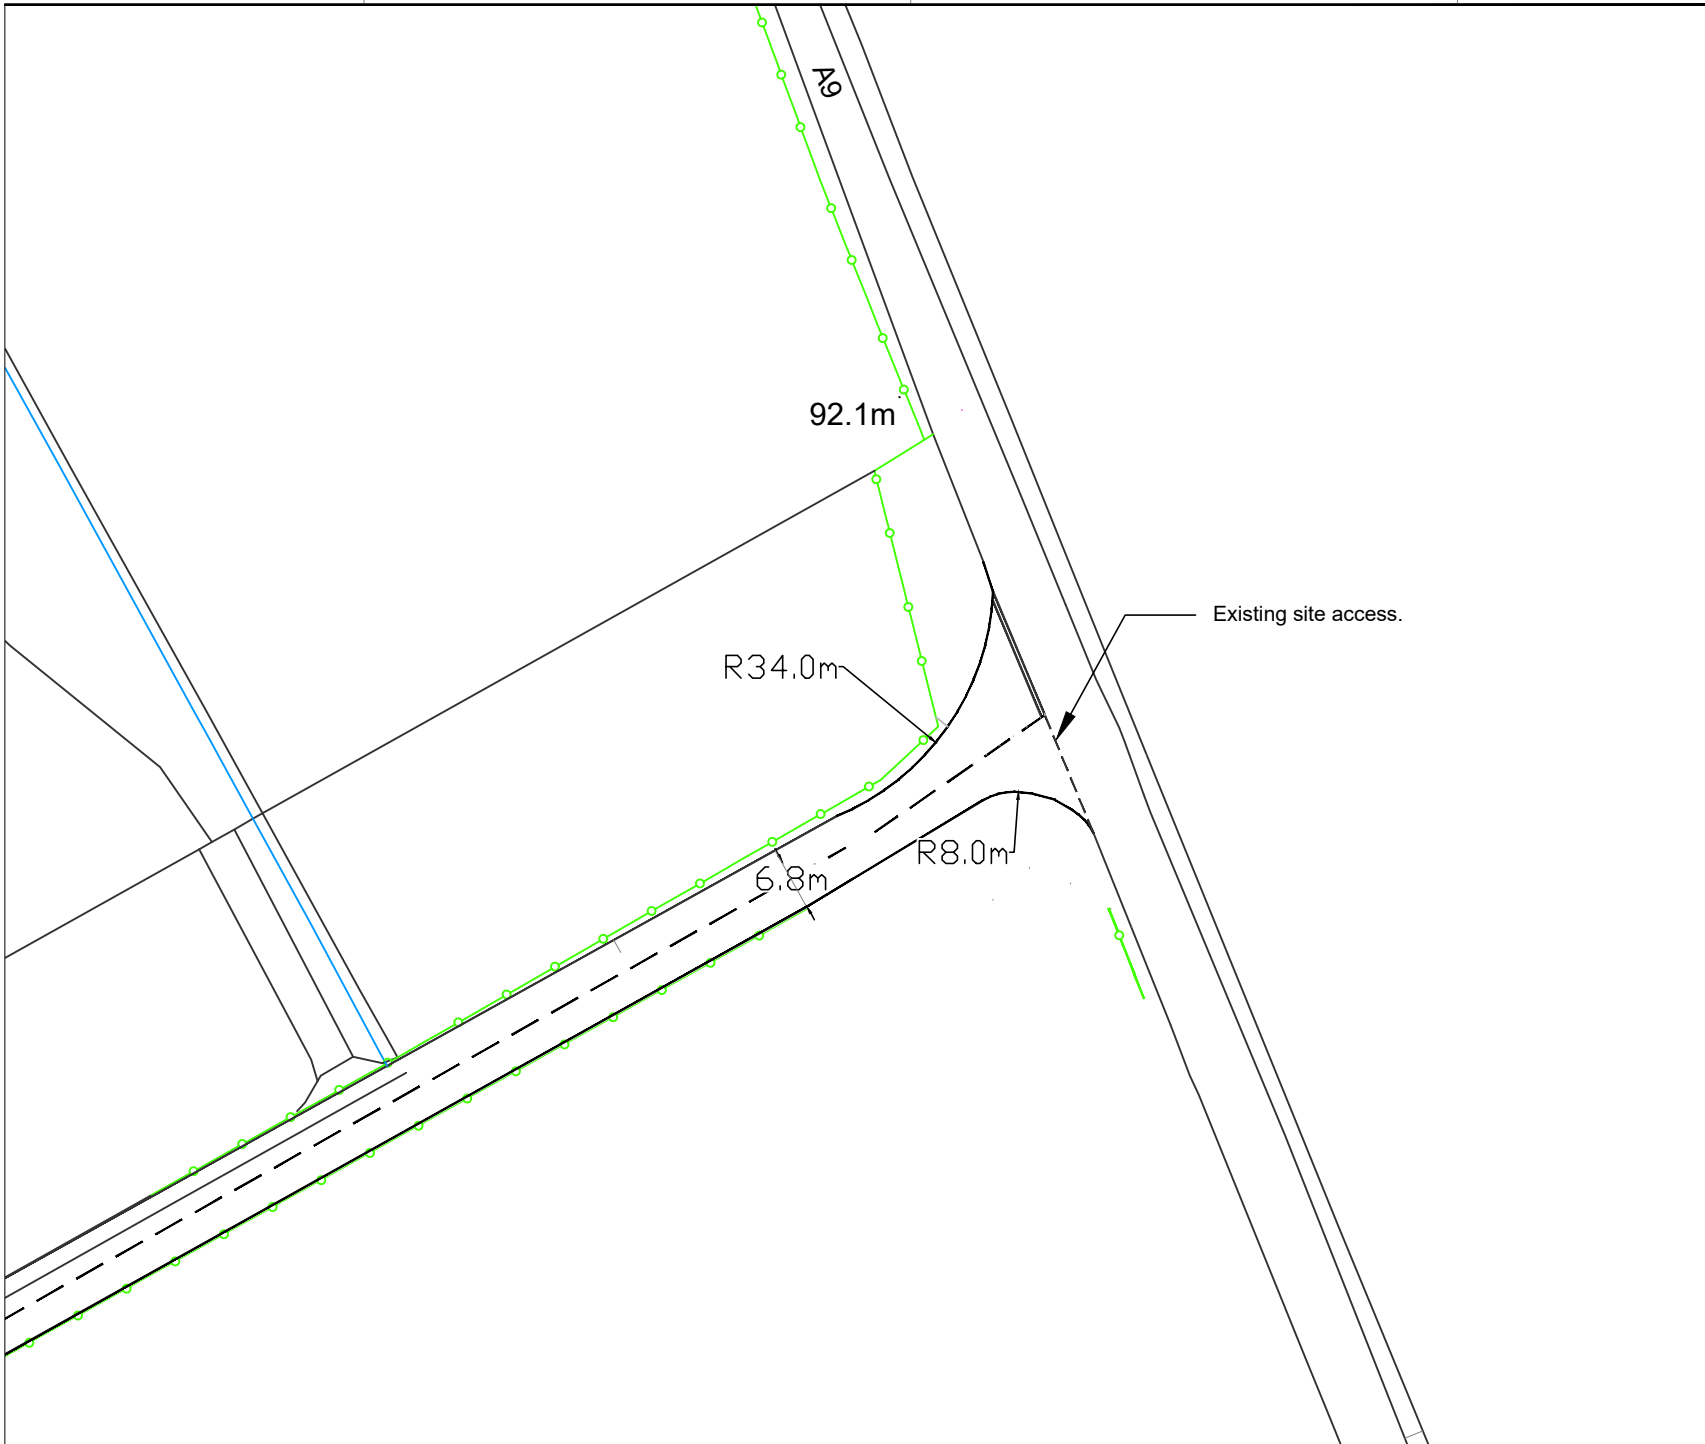 A9
92.1m
Existing site access.
R34.0m
R8.0m
6.8m